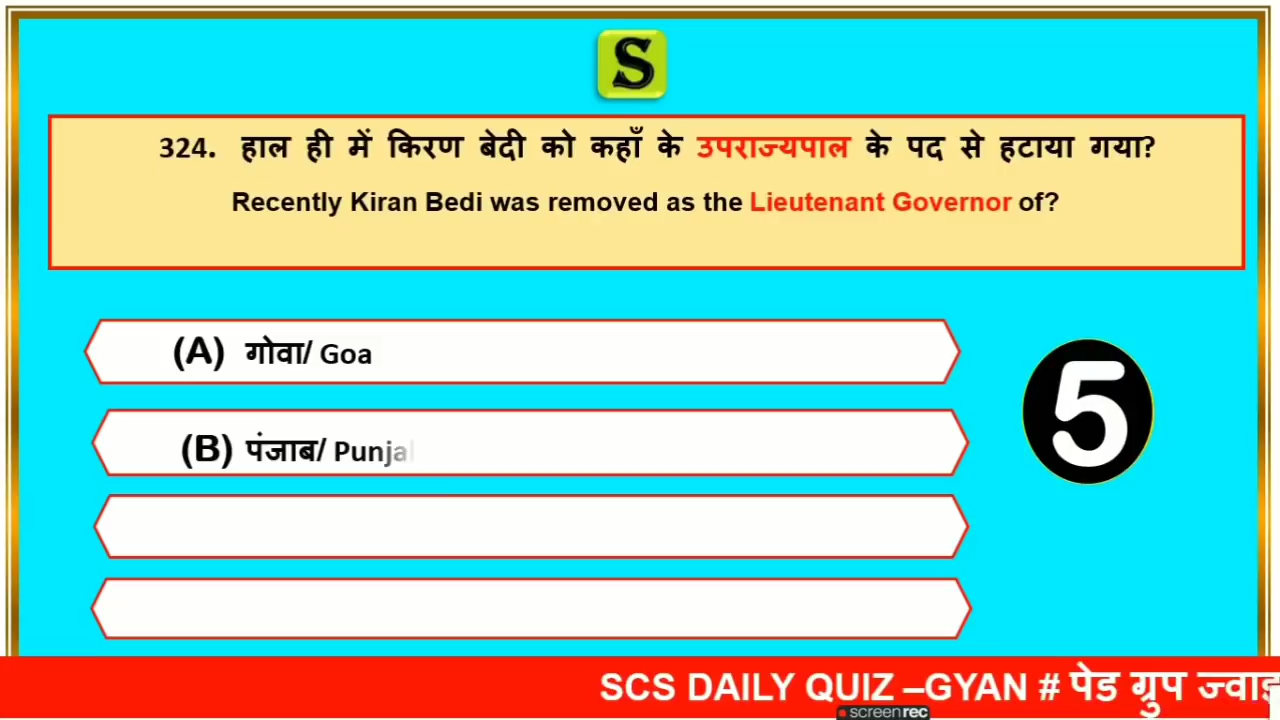 S
324. हाल ही में किरण बेदी को कहाँ के उपराज्यपाल के पद से हटाया गया?
Recently Kiran Bedi was removed as the Lieutenant Governor of?
(A) गोवा/ Goa
(B) पंजाब/ Punja
5
SCS DAILY QUIZ –GYAN # पेड ग्रुप
screenrec